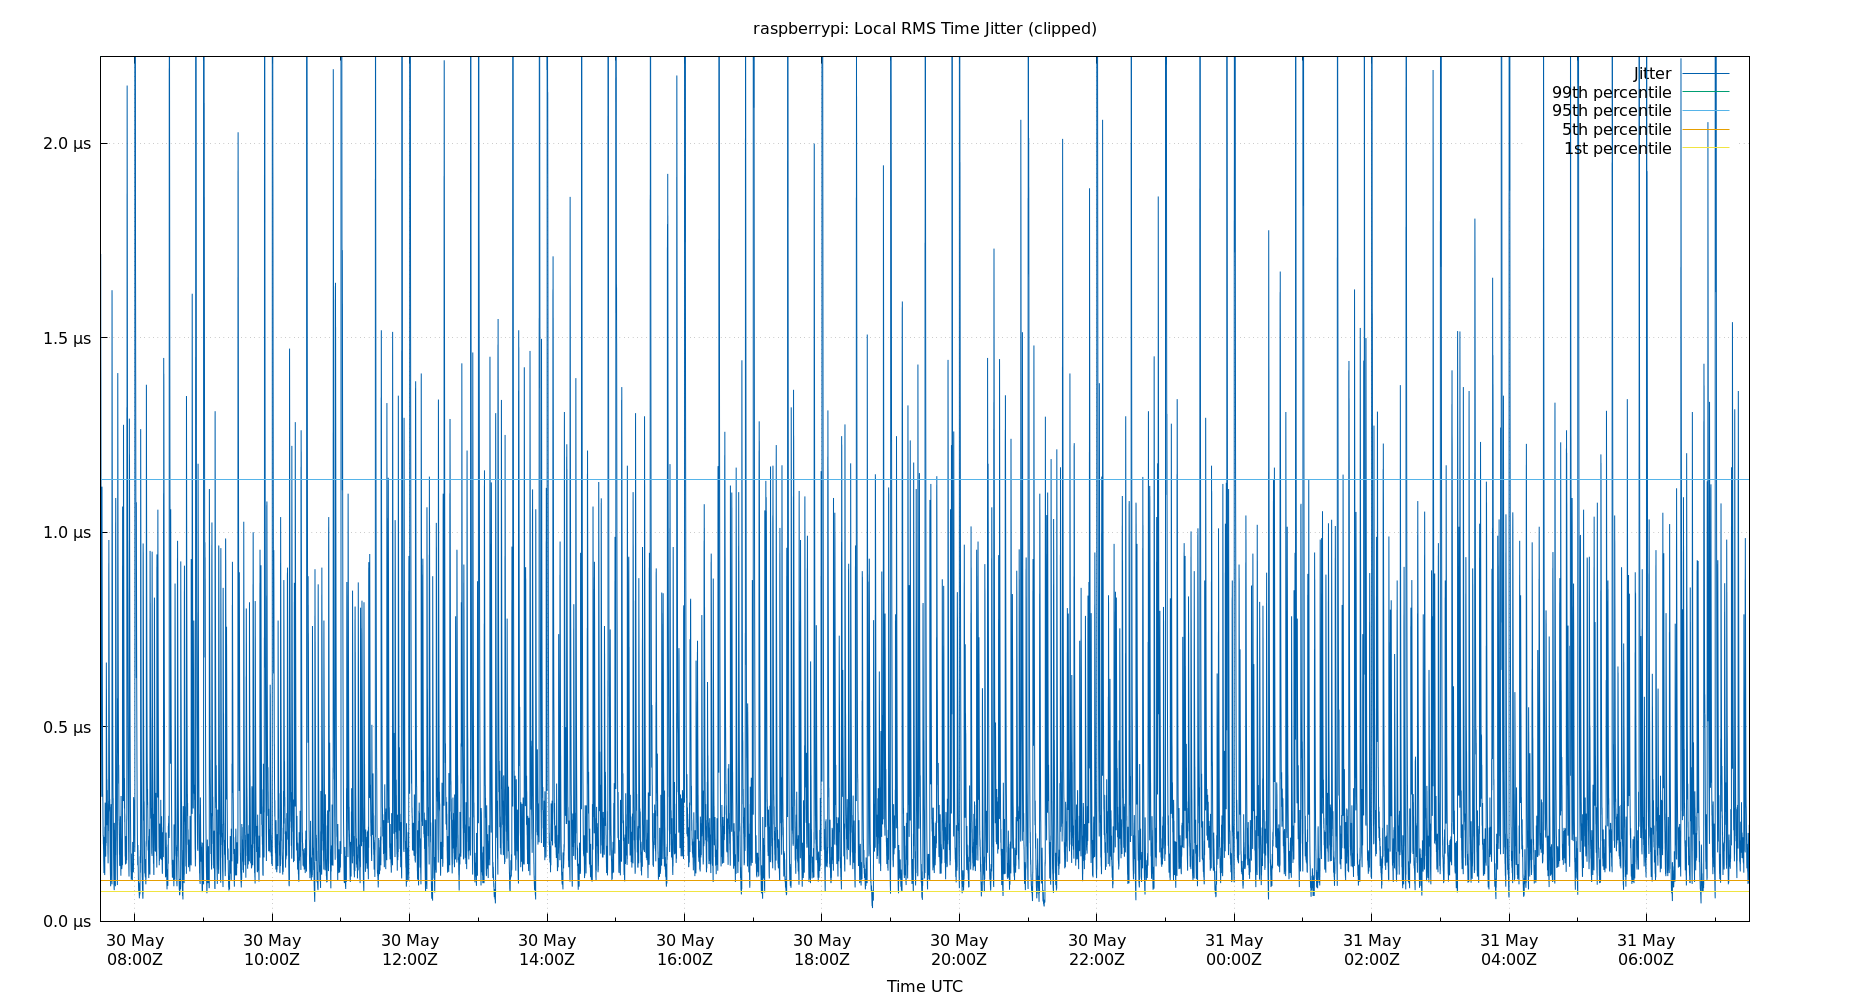 raspberrypi: Local RMS Time Jitter (clipped)
Jitter
99th percentile
95th percentile
5th percentile
1st percentile
2.0 µs
1.5 µs
1.0 µs
0.5 µs
0.0 µs
30 May 30 May 30 May 30 May 30 May 30 May 30 May 30 May 31 May 31 May 31 May 31 May
08:00Z 10:00Z 12:00Z 14:00Z 16:00Z 18:00Z 20:00Z 22:00Z 00:00Z 02:00Z 04:00Z 06:00Z
Time UTC